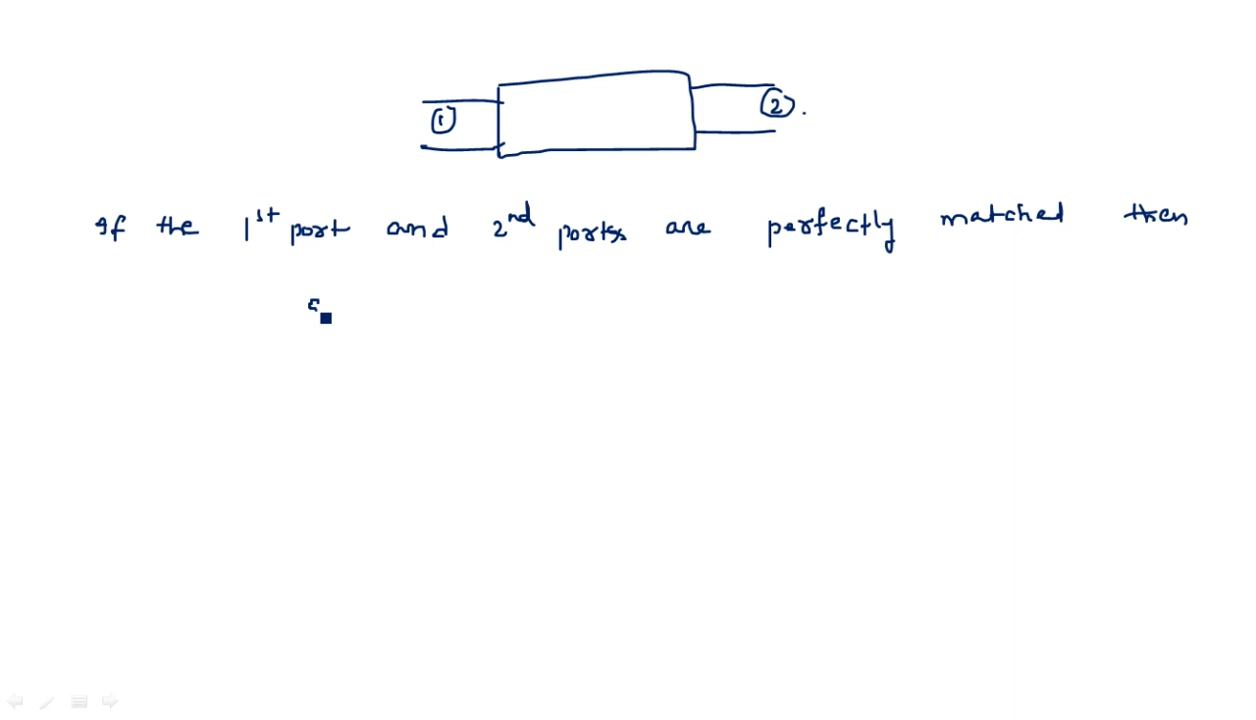 ① ②.
If the 1st port and 2nd ports are perfectly matched then
S